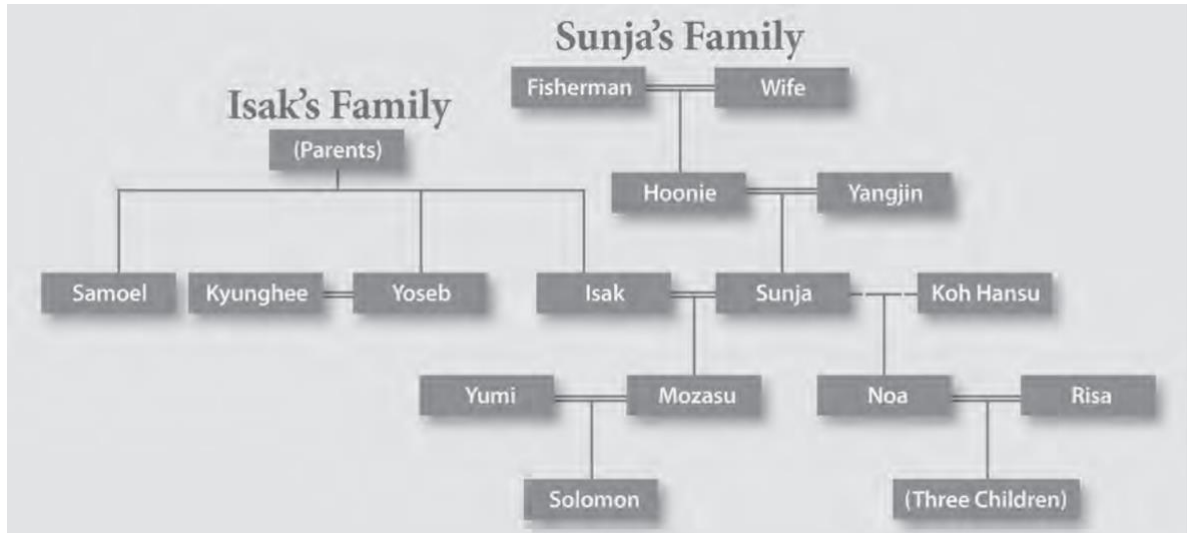 Sunja's Family
Fisherman
Wife
Isak's Family
(Parents)
Hoonie
Yangjin
Samoel
Kyunghee
Yoseb
Isak
Sunja
Koh Hansu
Yumi
Mozasu
Noa
Risa
Solomon
(Three Children)